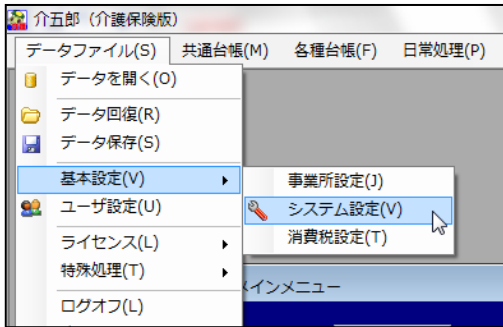 介五郎（介護保険版）
データファイル(S) 共通台帳(M) 各種台帳(F) 日常処理(P)
データを開く(O)
データ回復(R)
データ保存(S)
基本設定(V)
事業所設定(J)
ユーザ設定(U)
システム設定(V)
消費税設定(T)
ライセンス(L)
特殊処理(T)
メインメニュー
ログオフ(L)